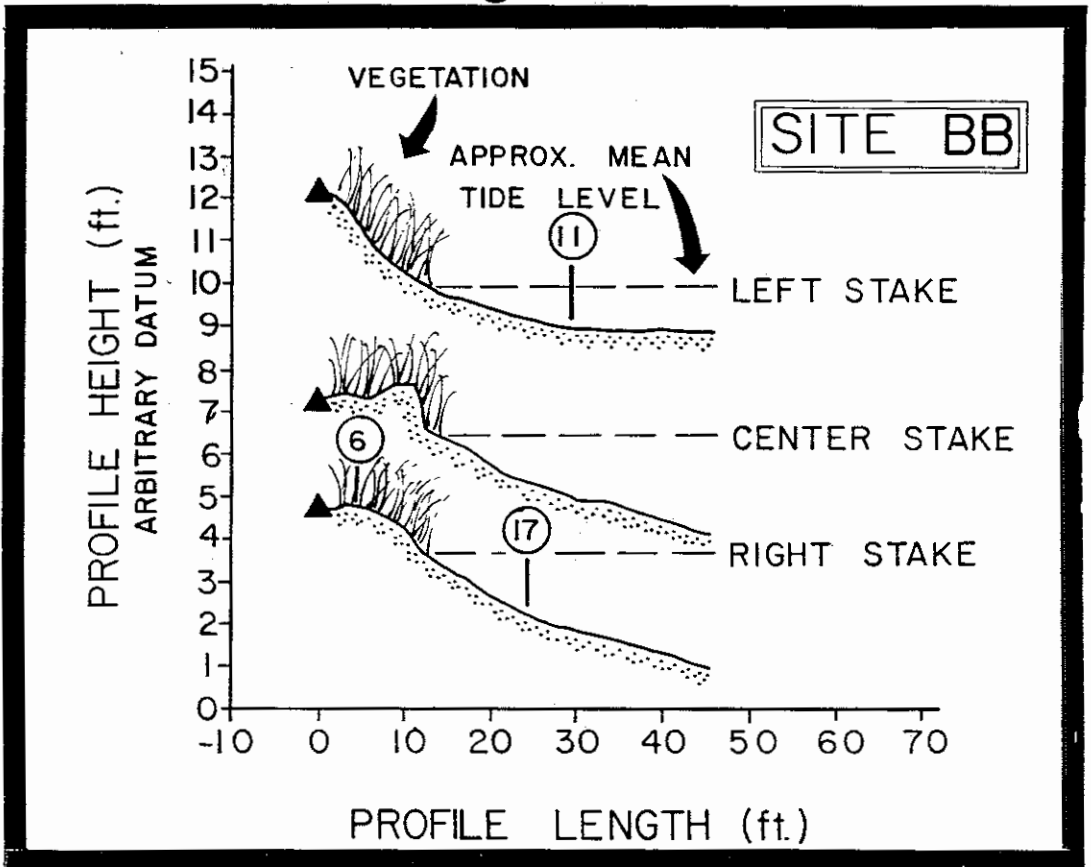 VEGETATION
SITE BB
APPROX. MEAN
TIDE LEVEL
11
LEFT STAKE
CENTER STAKE
6
17
RIGHT STAKE
PROFILE HEIGHT (ft.)
ARBITRARY DATUM
15
14
13
12
11
10
9
8
7
6
5
4
3
2
1
0
-10 0 10 20 30 40 50 60 70
PROFILE LENGTH (ft.)